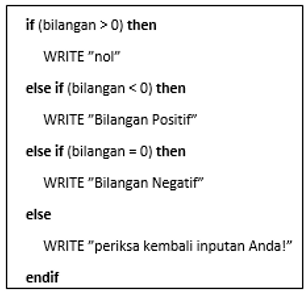 if (bilangan > 0) then
WRITE "nol"
else if (bilangan < 0) then
WRITE "Bilangan Positif"
else if (bilangan = 0) then
WRITE "Bilangan Negatif"
else
WRITE "periksa kembali inputan Anda!"
endif